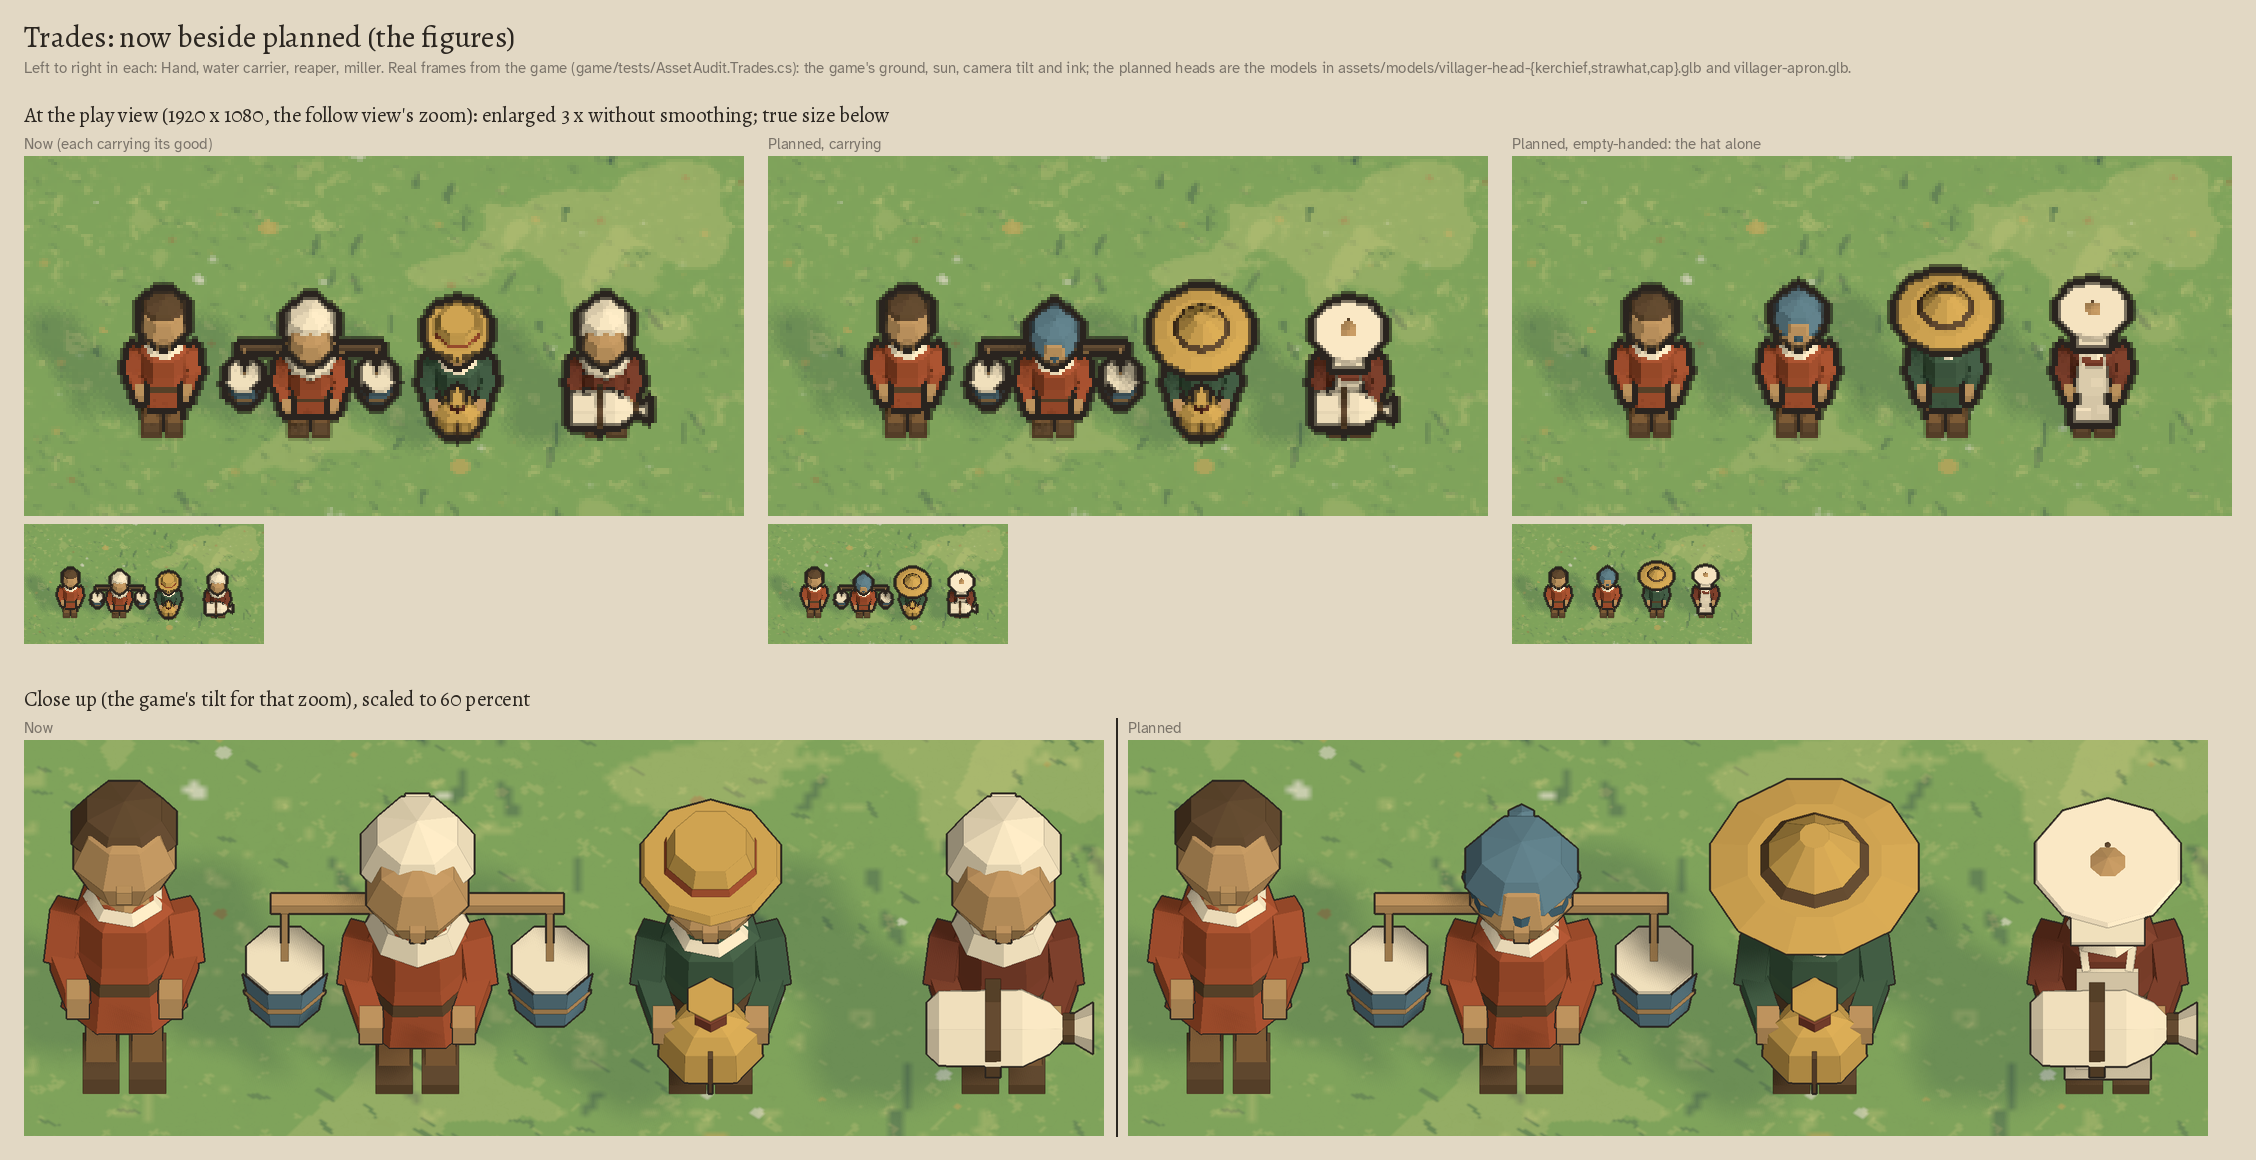 Trades: now beside planned (the figures)
Left to right in each: Hand, water carrier, reaper, miller. Real frames from the game (game/tests/AssetAudit.Trades.cs): the game's ground, sun, camera tilt and ink; the planned heads are the models in assets/models/villager-head-{kerchief,strawhat,cap}.glb and villager-apron.glb.
At the play view (1920 x 1080, the follow view's zoom): enlarged 3 x without smoothing; true size below
Now (each carrying its good)
Planned, carrying
Planned, empty-handed: the hat alone
Close up (the game's tilt for that zoom), scaled to 60 percent
Now
Planned